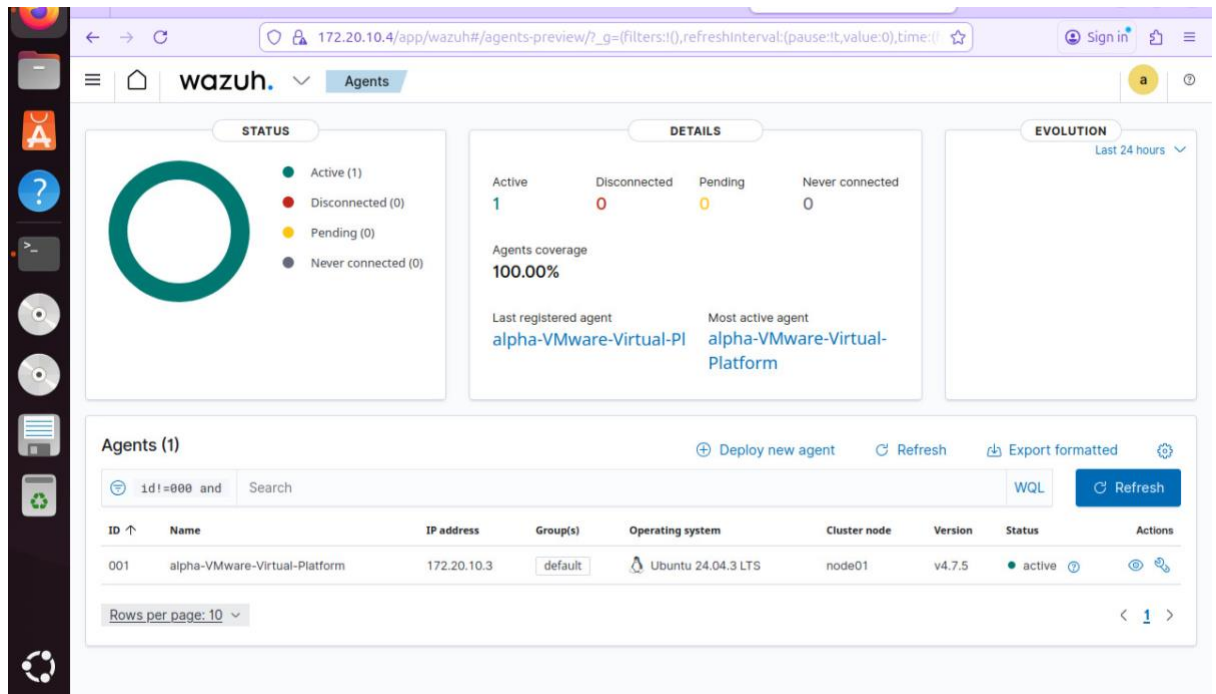 172.20.10.4/app/wazuh#/agents-preview/?_g=(filters:!(),refreshInterval:(pause:!t,value:0),time:(
Sign in
wazuh.
Agents
a
STATUS
Active (1)
Disconnected (0)
Pending (0)
Never connected (0)
DETAILS
Active
Disconnected
Pending
Never connected
1
0
0
0
Agents coverage
100.00%
Last registered agent
Most active agent
alpha-VMware-Virtual-Pl
alpha-VMware-Virtual-
Platform
EVOLUTION
Last 24 hours
Agents (1)
Deploy new agent
Refresh
Export formatted
id!=000 and
Search
WQL
Refresh
ID Name IP address Group(s) Operating system Cluster node Version Status Actions
001 alpha-VMware-Virtual-Platform 172.20.10.3 default Ubuntu 24.04.3 LTS node01 v4.7.5 active
Rows per page: 10
1